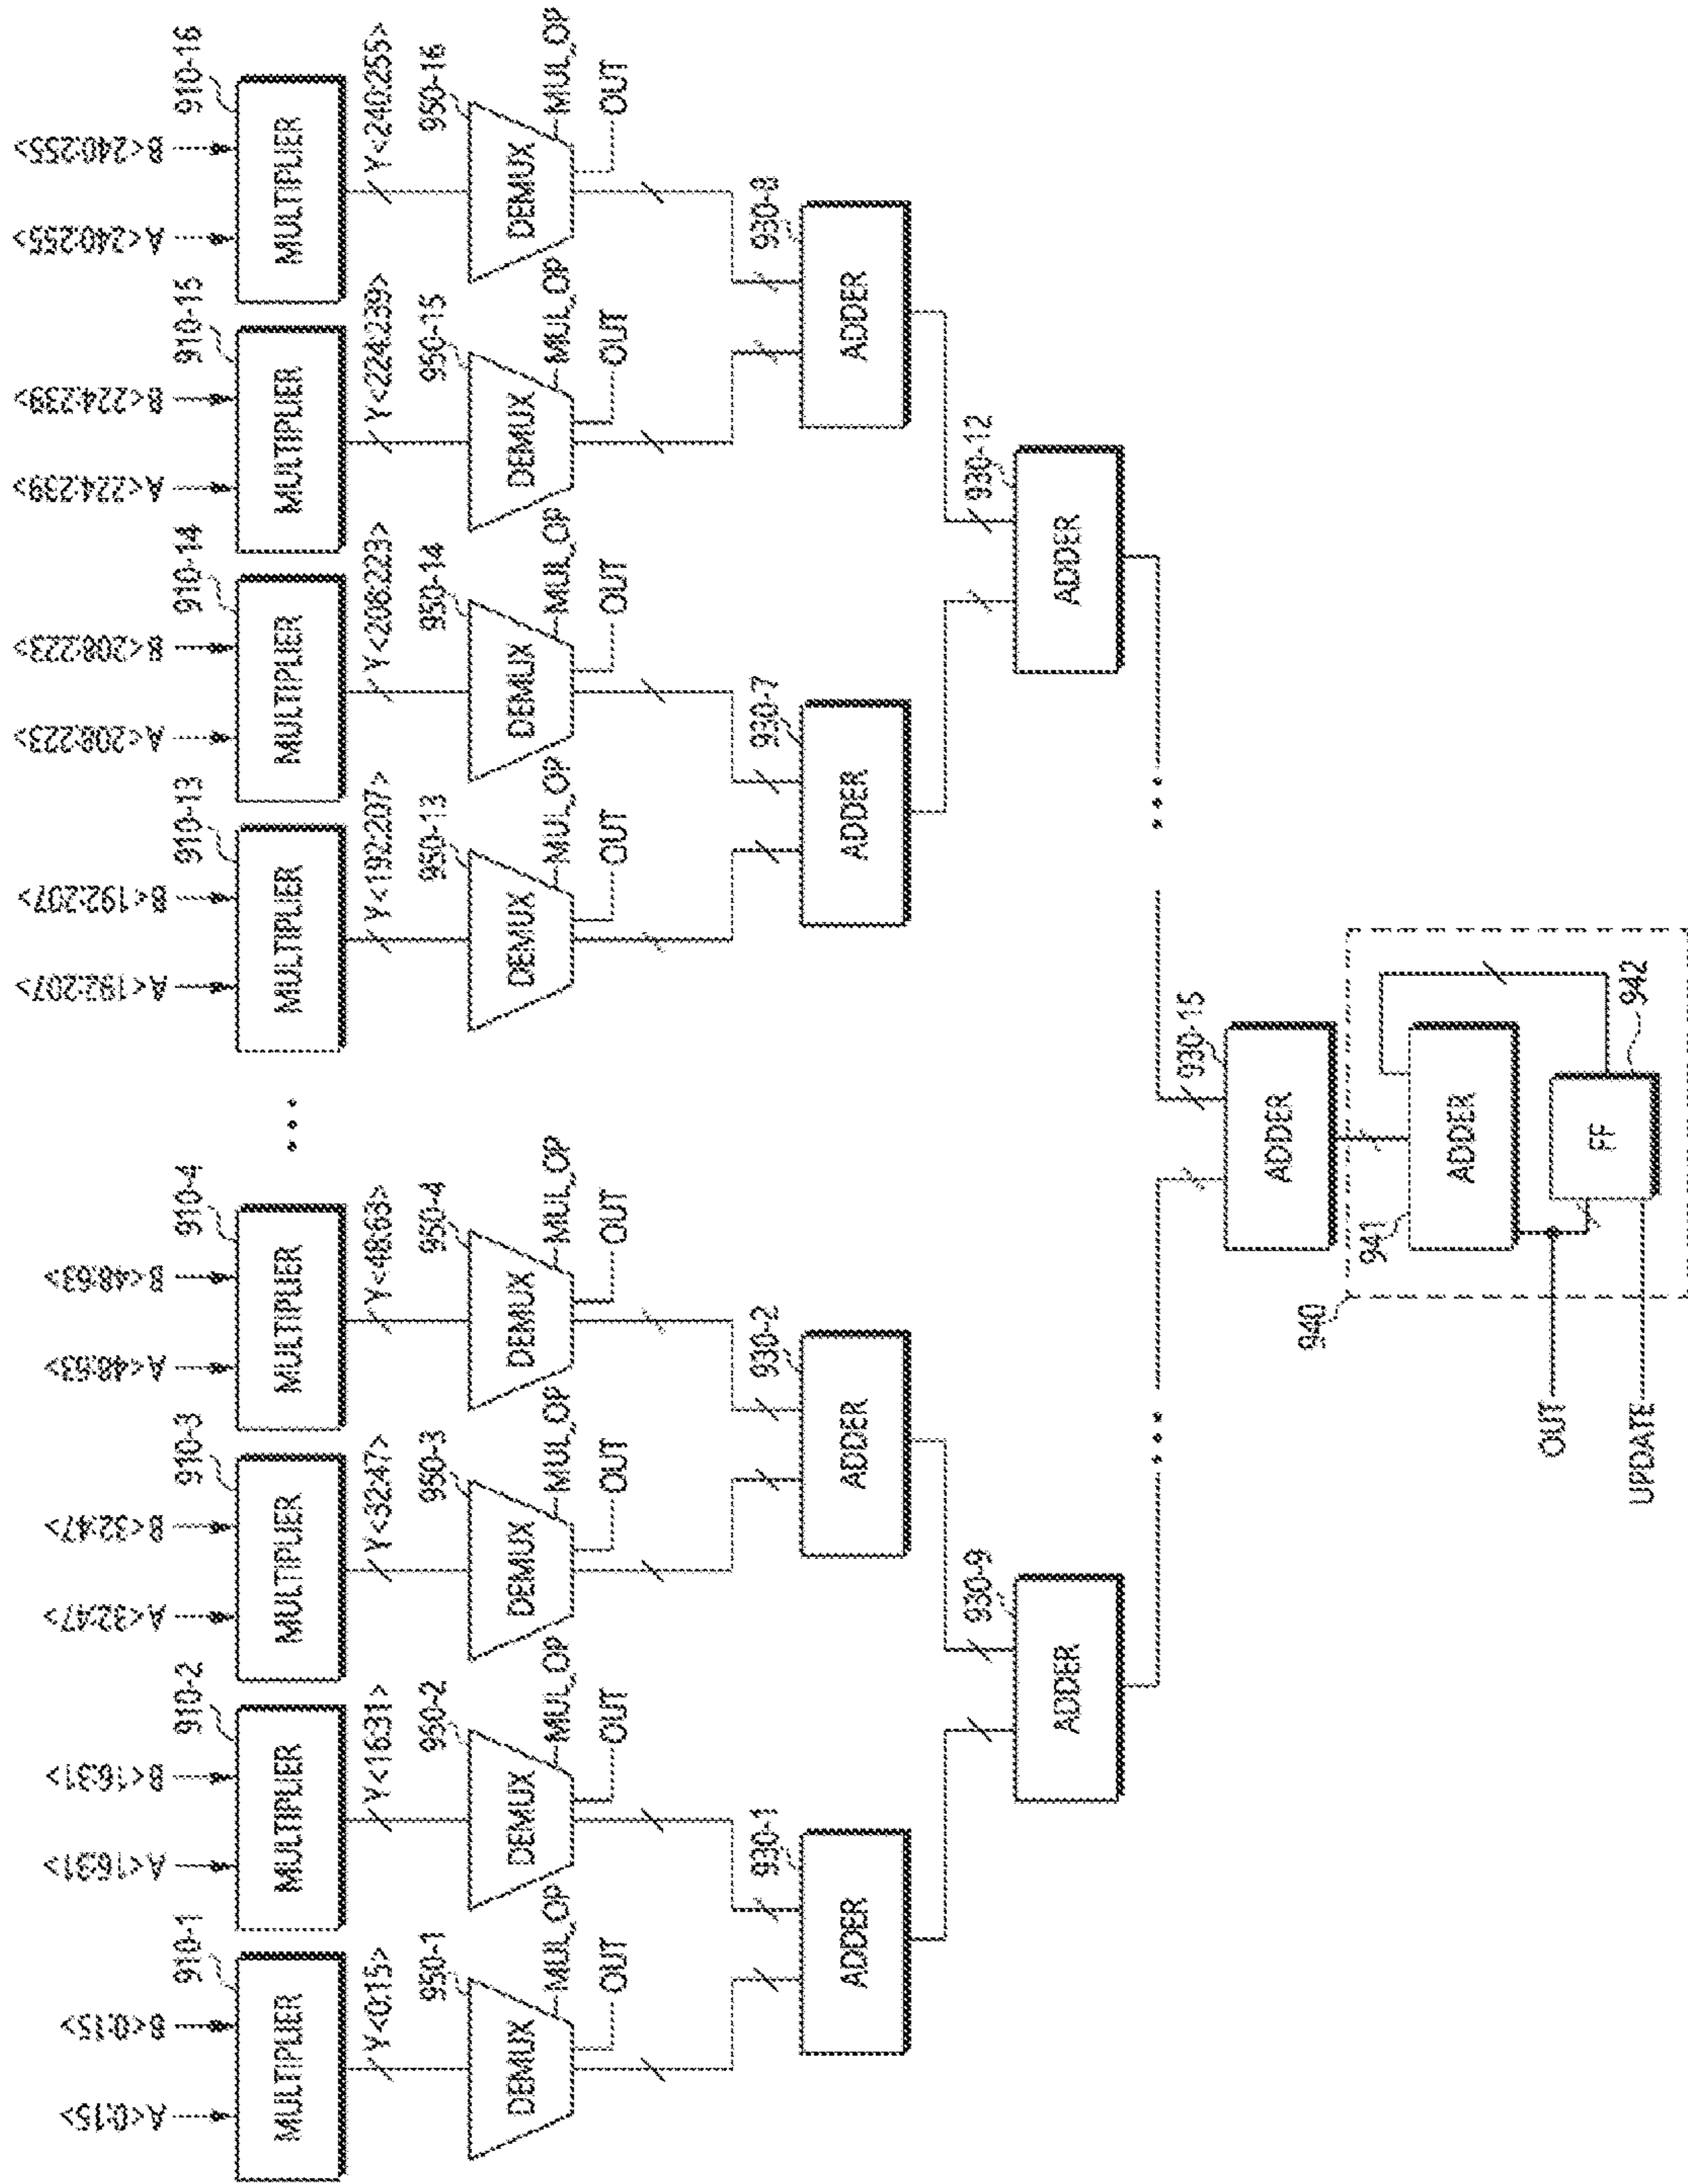 A<0:15>
B<0:15>
A<16:31>
B<16:31>
A<32:47>
B<32:47>
A<48:63>
B<48:63>
A<192:207>
B<192:207>
A<208:223>
B<208:223>
A<224:239>
B<224:239>
A<240:255>
B<240:255>
910-1
910-2
910-3
910-4
910-13
910-14
910-15
910-16
MULTIPLIER
MULTIPLIER
MULTIPLIER
MULTIPLIER
...
MULTIPLIER
MULTIPLIER
MULTIPLIER
MULTIPLIER
Y<0:15>
Y<16:31>
Y<32:47>
Y<48:63>
Y<192:207>
Y<208:223>
Y<224:239>
Y<240:255>
950-1
950-2
950-3
950-4
950-13
950-14
950-15
950-16
DEMUX
DEMUX
DEMUX
DEMUX
DEMUX
DEMUX
DEMUX
DEMUX
MUL_OP
MUL_OP
MUL_OP
MUL_OP
MUL_OP
MUL_OP
MUL_OP
MUL_OP
OUT
OUT
OUT
OUT
OUT
OUT
OUT
OUT
930-1
930-2
930-7
930-8
ADDER
ADDER
ADDER
ADDER
930-9
930-12
ADDER
ADDER
...
...
930-15
ADDER
940
941
ADDER
OUT
FF
942
UPDATE